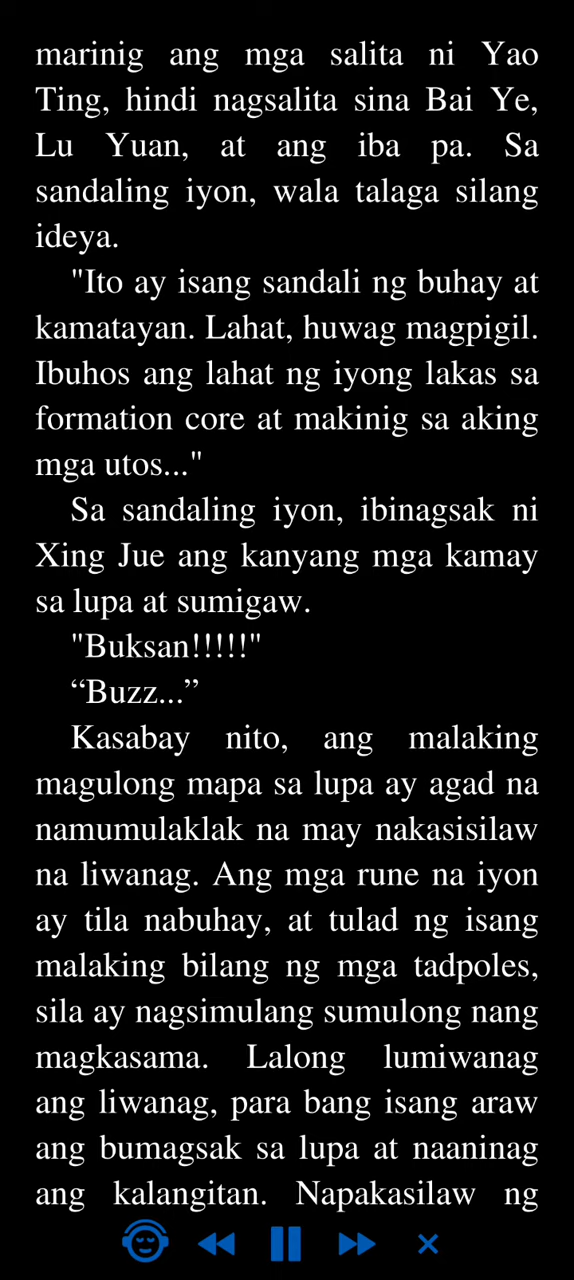 marinig ang mga salita ni Yao
Ting, hindi nagsalita sina Bai Ye,
Lu Yuan, at ang iba pa. Sa
sandaling iyon, wala talaga silang
ideya.
"Ito ay isang sandali ng buhay at
kamatayan. Lahat, huwag magpigil.
Ibuhos ang lahat ng iyong lakas sa
formation core at makinig sa aking
mga utos..."
Sa sandaling iyon, ibinagsak ni
Xing Jue ang kanyang mga kamay
sa lupa at sumigaw.
"Buksan!!!!!"
“Buzz...”
Kasabay nito, ang malaking
magulong mapa sa lupa ay agad na
namumulaklak na may nakasisilaw
na liwanag. Ang mga rune na iyon
ay tila nabuhay, at tulad ng isang
malaking bilang ng mga tadpoles,
sila ay nagsimulang sumulong nang
magkasama. Lalong lumiwanag
ang liwanag, para bang isang araw
ang bumagsak sa lupa at naaninag
ang kalangitan. Napakasilaw ng